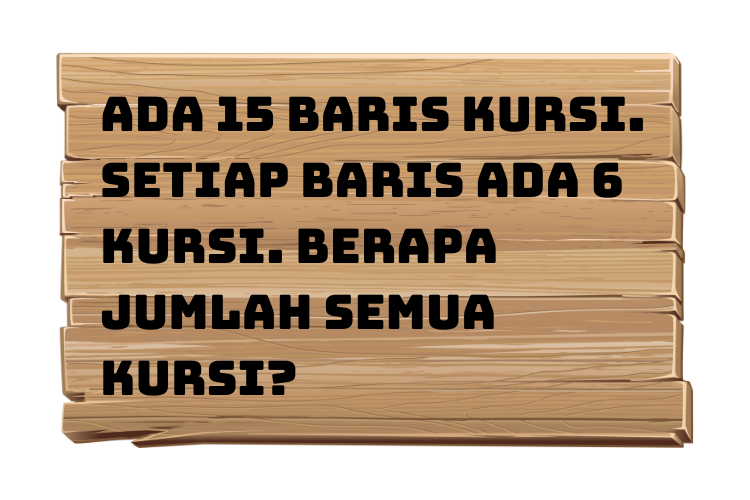 ADA 15 BARIS KURSI.
SETIAP BARIS ADA 6
KURSI. BERAPA
JUMLAH SEMUA
KURSI?